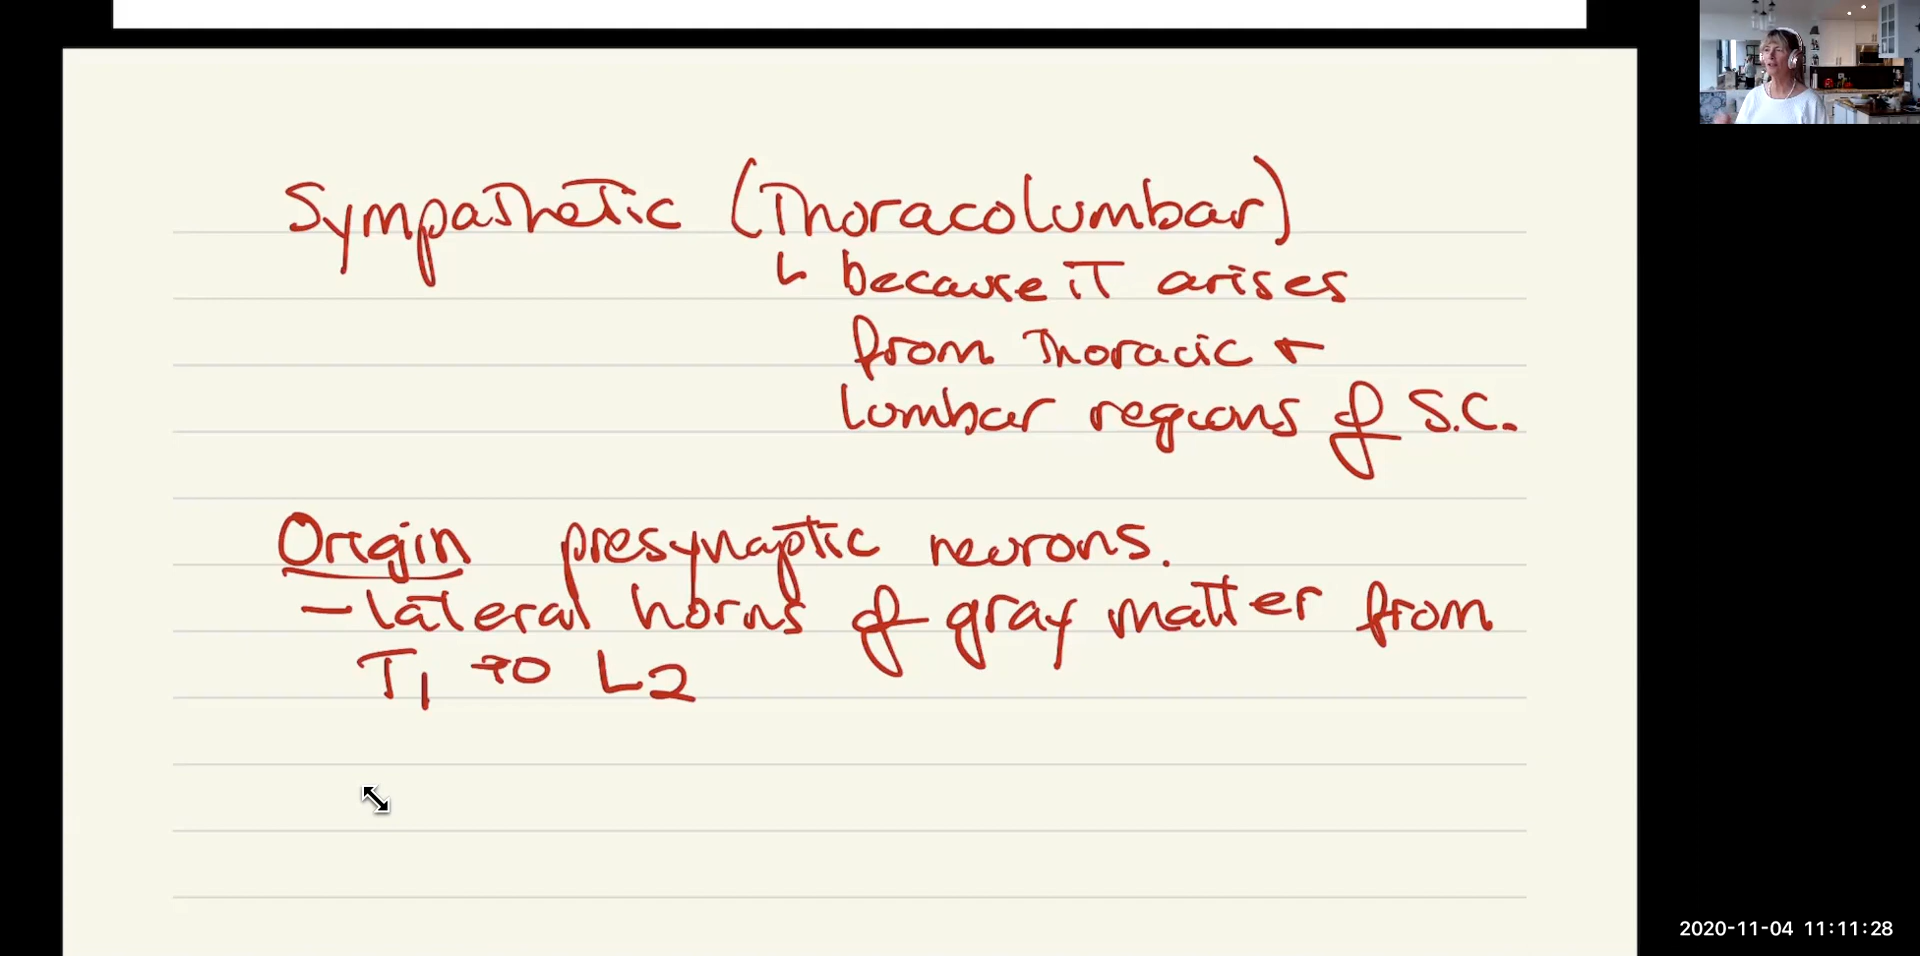 Sympathetic (Thoracolumbar)
↳ because it arises
from Thoracic +
lumbar regions of S.C.
Origin presynaptic neurons.
- lateral horns of gray matter from
T1 to L2
2020-11-04 11:11:28